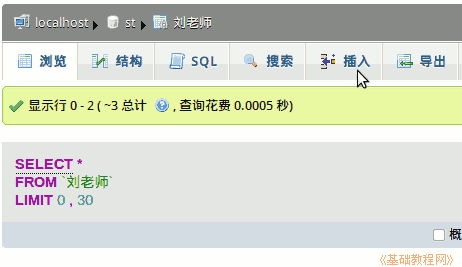 localhost ▸ st ▸ 刘老师
浏览 结构 SQL 搜索 插入 导出
显示行 0 - 2 ( ~3 总计 , 查询花费 0.0005 秒)
SELECT *
FROM `刘老师`
LIMIT 0 , 30
概
《基础教程网》